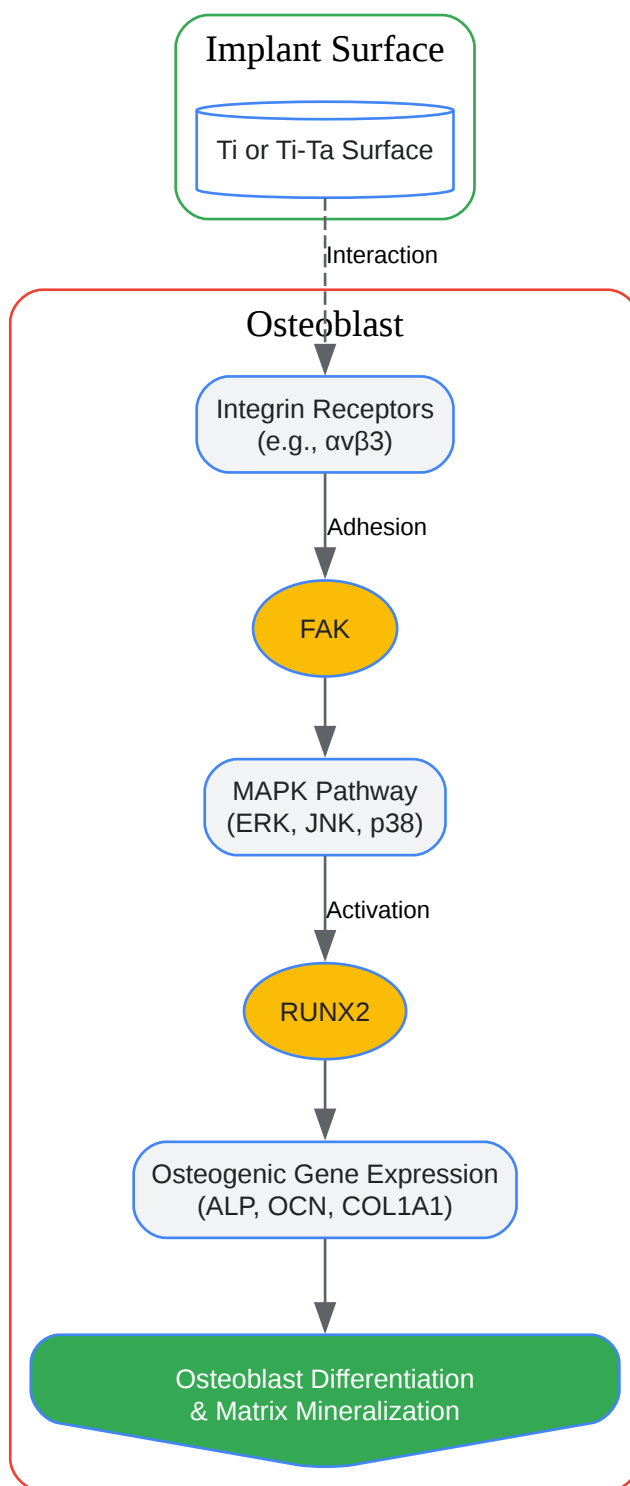 Implant Surface
Ti or Ti-Ta Surface
Interaction
Osteoblast
Integrin Receptors
(e.g., αvβ3)
Adhesion
FAK
MAPK Pathway
(ERK, JNK, p38)
Activation
RUNX2
Osteogenic Gene Expression
(ALP, OCN, COL1A1)
Osteoblast Differentiation
& Matrix Mineralization